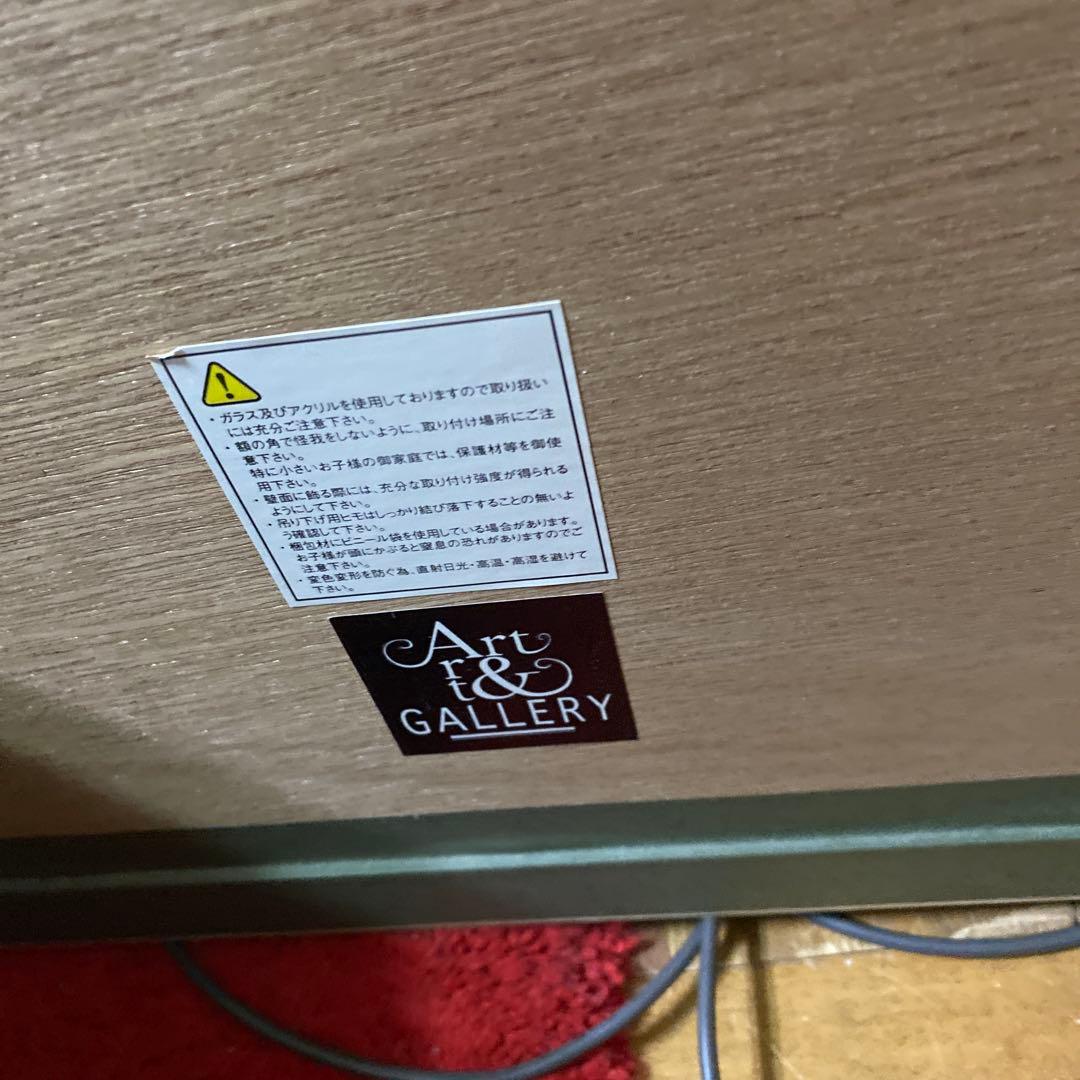 ・ガラス及びアクリルを使用しておりますので取り扱い
には充分ご注意下さい。
・額の角で怪我をしないように、取り付け場所にご注
意下さい。
特に小さいお子様の御家庭では、保護材等を御使
用下さい。
・壁面に飾る際には、充分な取り付け強度が得られる
ようにして下さい。
・吊り下げ用ヒモはしっかり結び落下することの無いよ
う確認して下さい。
・梱包材にビニール袋を使用している場合があります。
お子様が頭にかぶると窒息の恐れがありますのでご
注意下さい。
・変色変形を防ぐ為、直射日光・高温・高湿を避けて
下さい。
Art
rt &
GALLERY